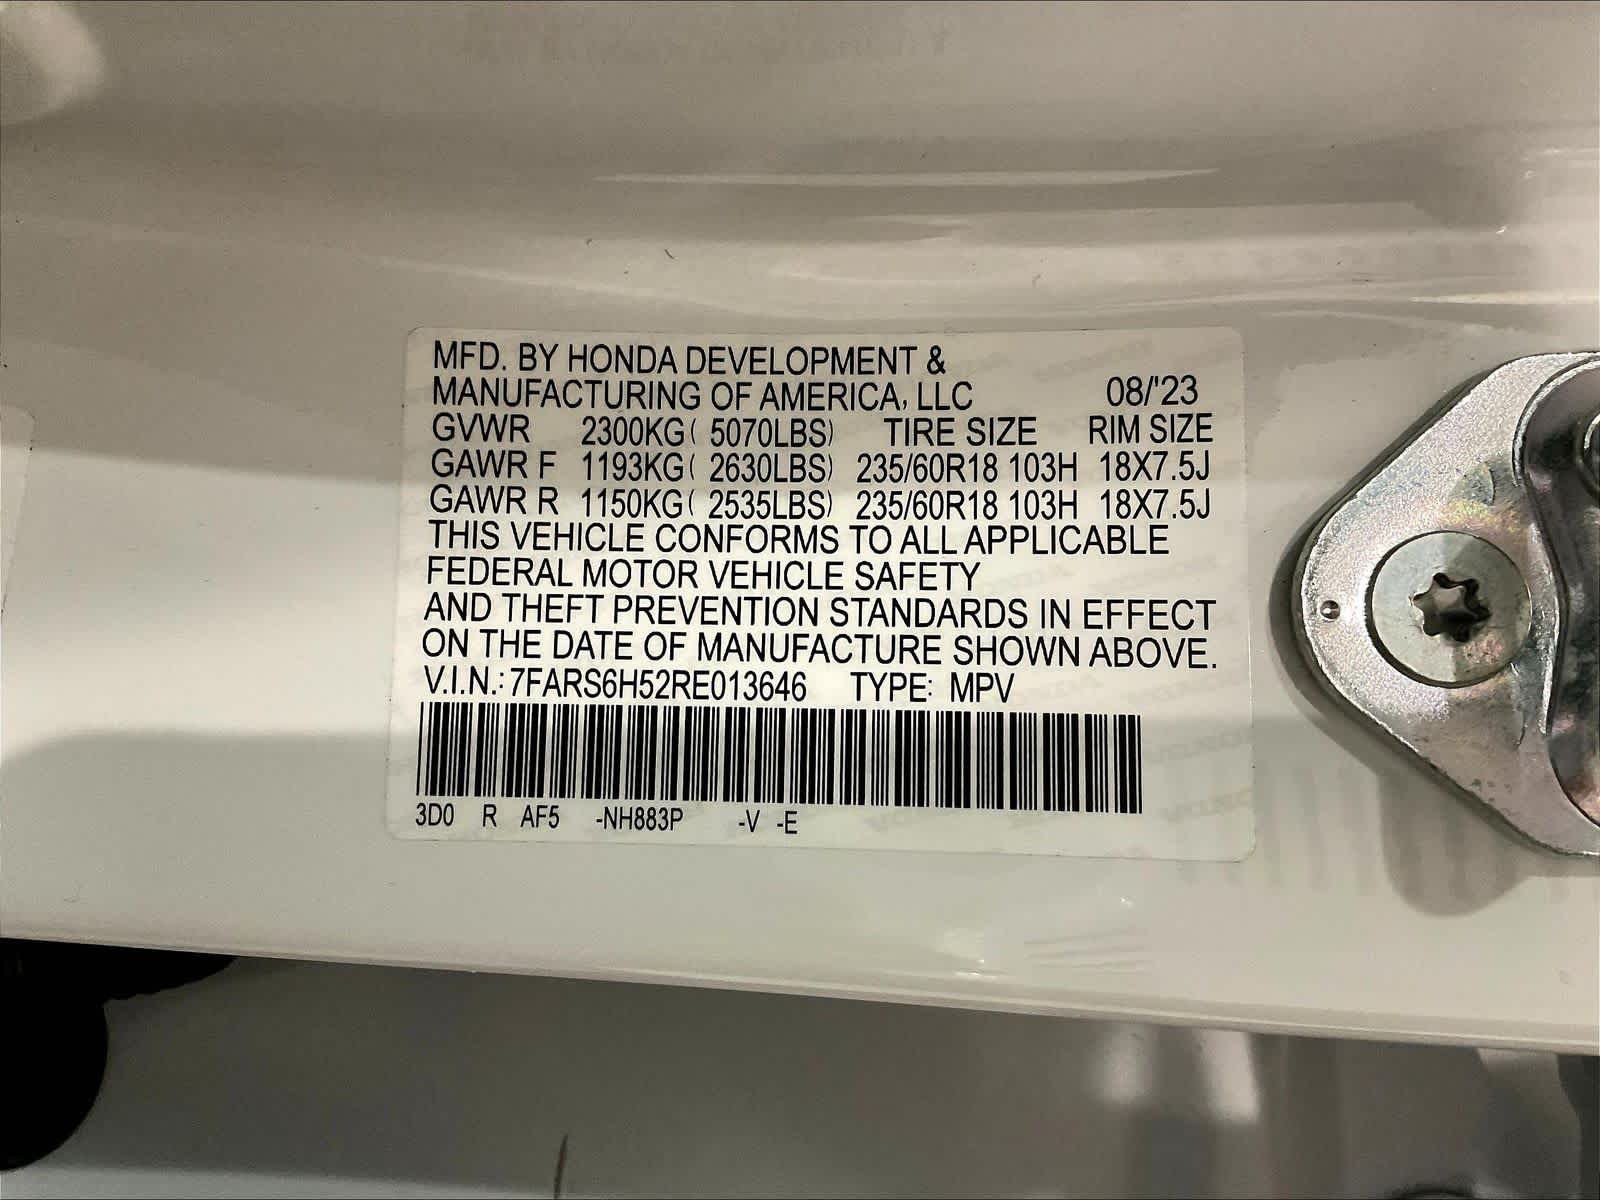 MFD. BY HONDA DEVELOPMENT &
MANUFACTURING OF AMERICA, LLC 08/'23
GVWR 2300KG( 5070LBS) TIRE SIZE RIM SIZE
GAWR F 1193KG( 2630LBS) 235/60R18 103H 18X7.5J
GAWR R 1150KG( 2535LBS) 235/60R18 103H 18X7.5J
THIS VEHICLE CONFORMS TO ALL APPLICABLE
FEDERAL MOTOR VEHICLE SAFETY
AND THEFT PREVENTION STANDARDS IN EFFECT
ON THE DATE OF MANUFACTURE SHOWN ABOVE.
V.I.N.: 7FARS6H52RE013646 TYPE: MPV
3D0 R AF5 -NH883P -V -E